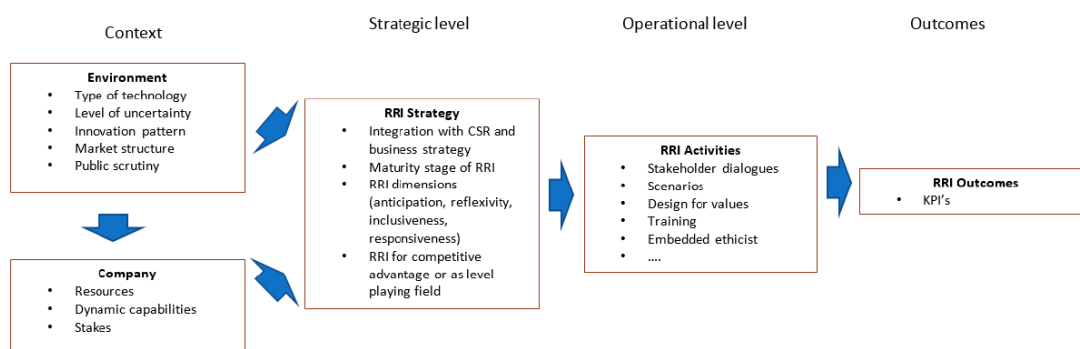 Context
Strategic level
Operational level
Outcomes
Environment
• Type of technology
• Level of uncertainty
• Innovation pattern
• Market structure
• Public scrutiny
Company
• Resources
• Dynamic capabilities
• Stakes
RRI Strategy
• Integration with CSR and
business strategy
• Maturity stage of RRI
• RRI dimensions
(anticipation, reflexivity,
inclusiveness,
responsiveness)
• RRI for competitive
advantage or as level
playing field
RRI Activities
• Stakeholder dialogues
• Scenarios
• Design for values
• Training
• Embedded ethicist
• ....
RRI Outcomes
• KPI's